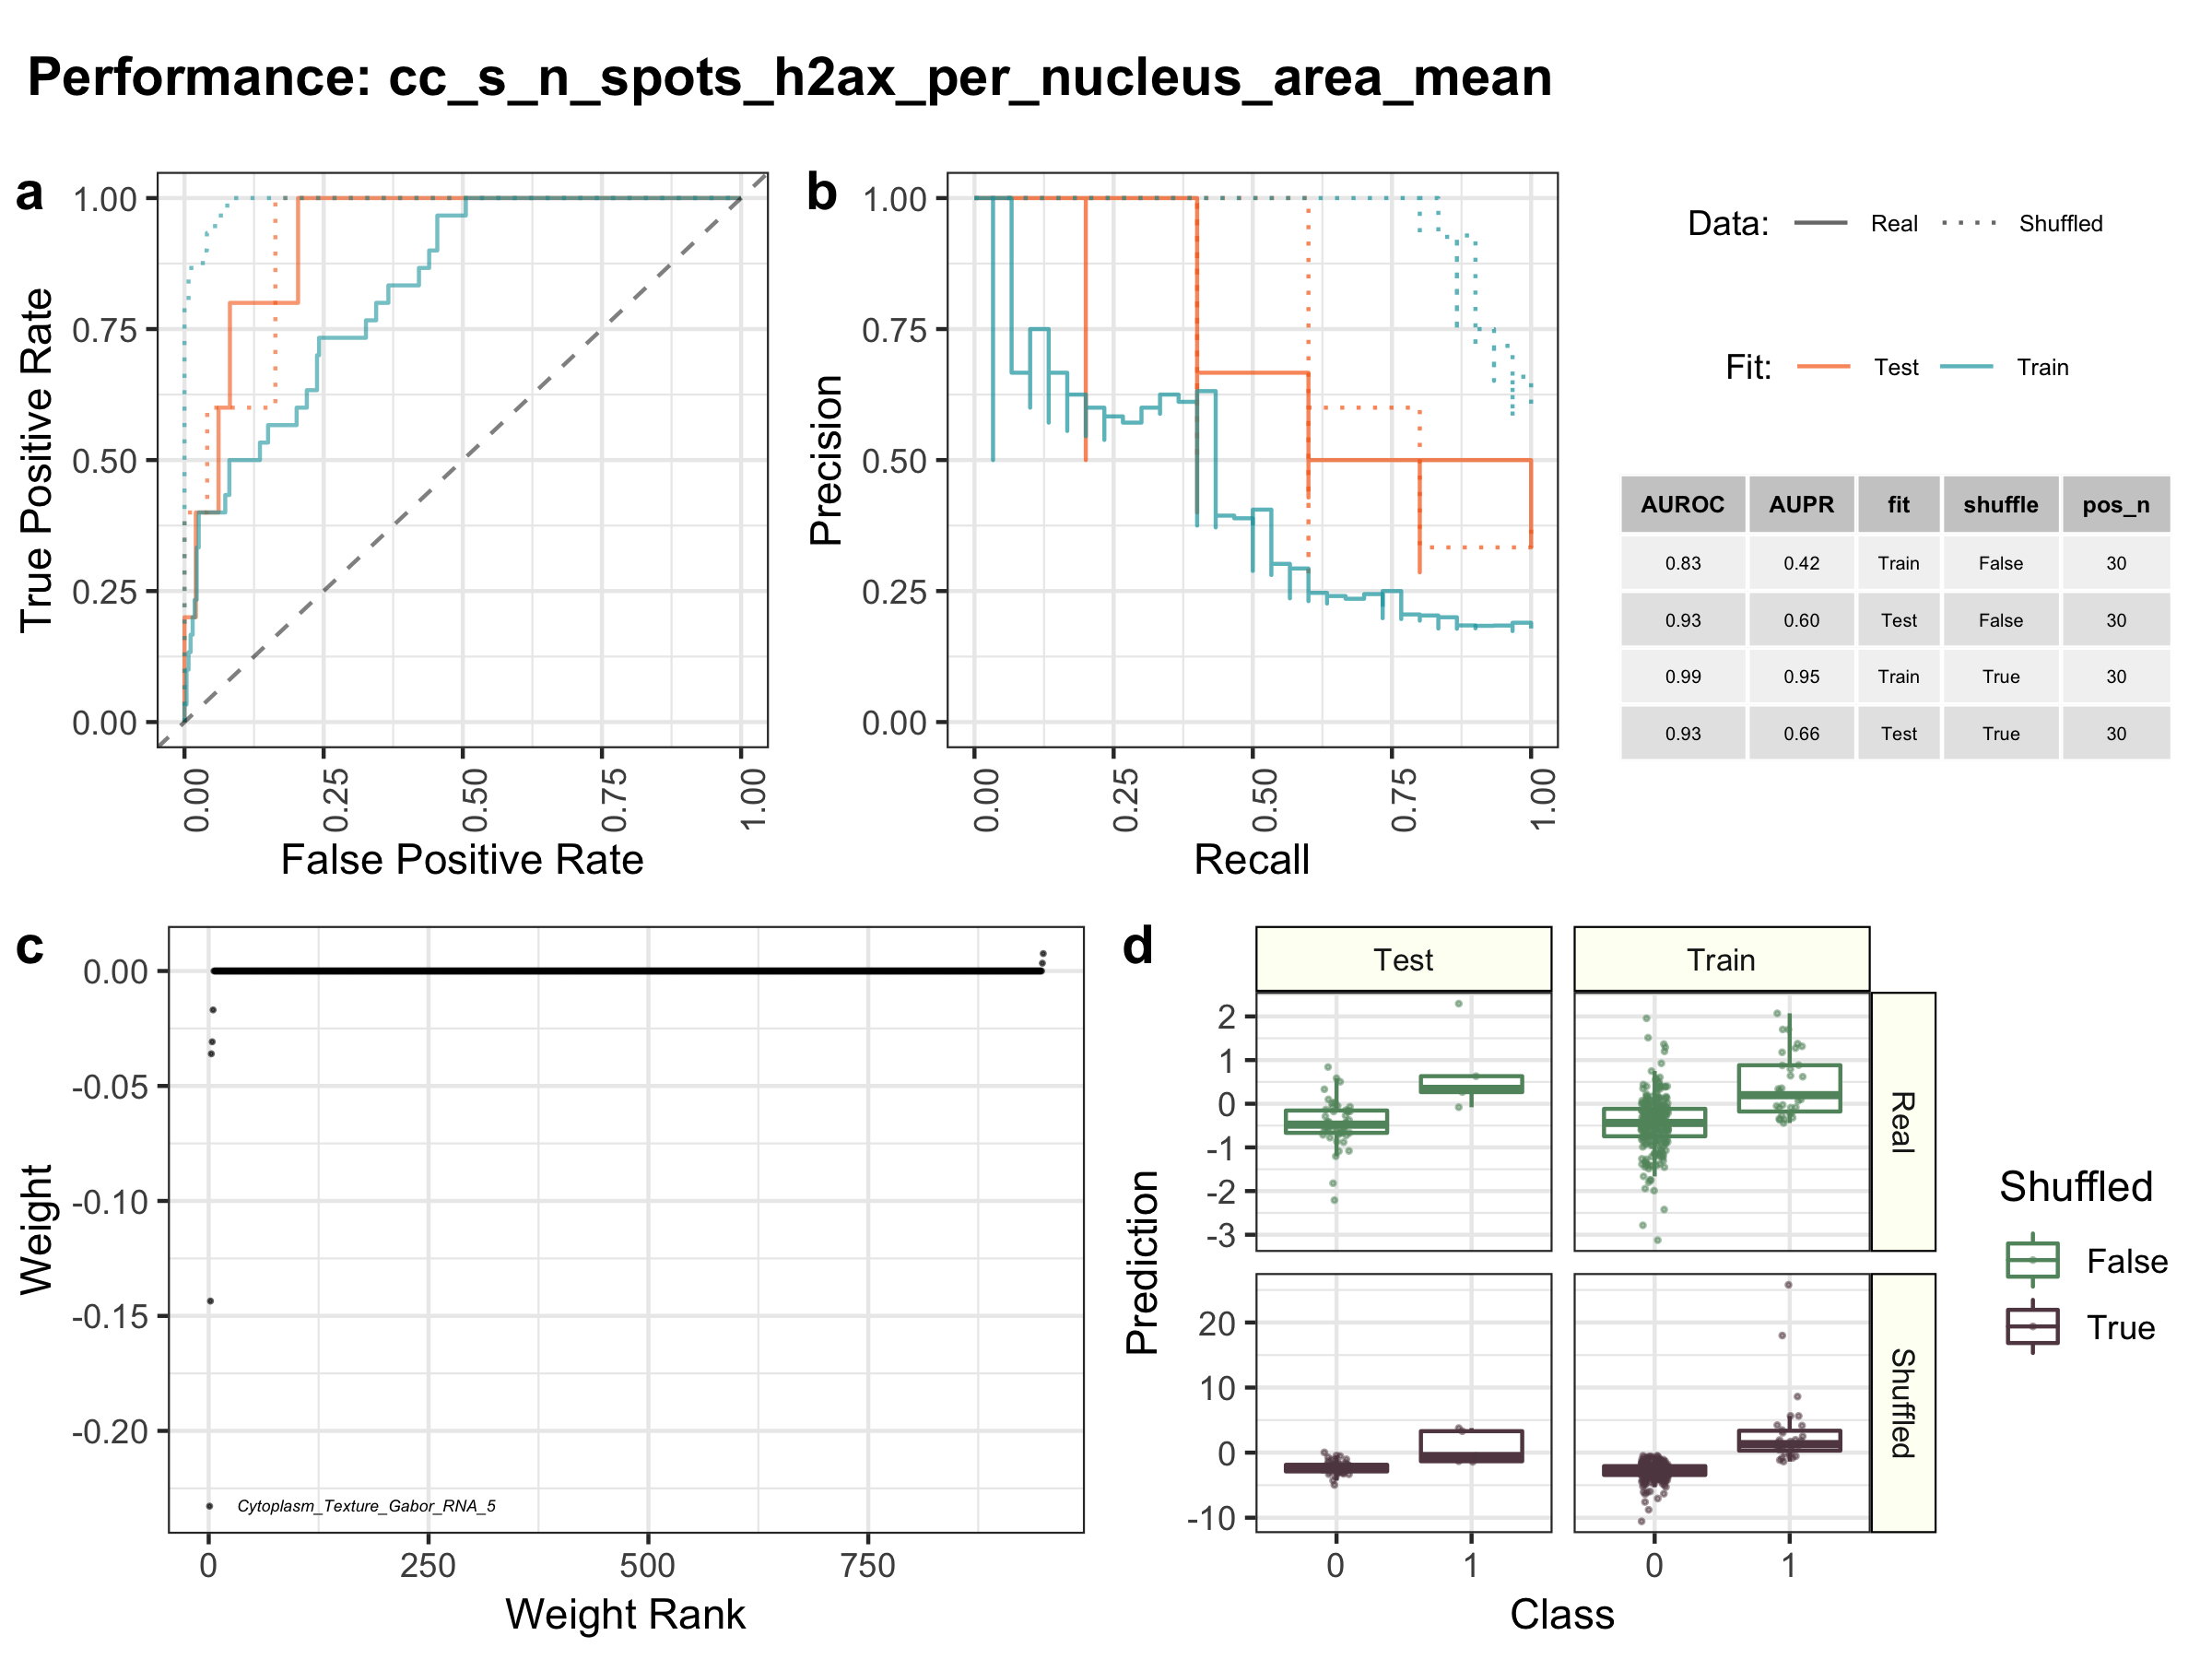 Performance: cc_s_n_spots_h2ax_per_nucleus_area_mean
a
1.00
0.75
0.50
0.25
0.00
True Positive Rate
0.00 0.25 0.50 0.75 1.00
False Positive Rate
b
1.00
0.75
0.50
0.25
0.00
Precision
0.00 0.25 0.50 0.75 1.00
Recall
Data: Real Shuffled
Fit: Test Train
AUROC AUPR fit shuffle pos_n
0.83 0.42 Train False 30
0.93 0.60 Test False 30
0.99 0.95 Train True 30
0.93 0.66 Test True 30
c
0.00
-0.05
-0.10
-0.15
-0.20
Weight
Cytoplasm_Texture_Gabor_RNA_5
0 250 500 750
Weight Rank
d
Test Train
2
1
0
-1
-2
-3
Real
20
10
0
-10
Shuffled
Prediction
0 1 0 1
Class
Shuffled
False
True